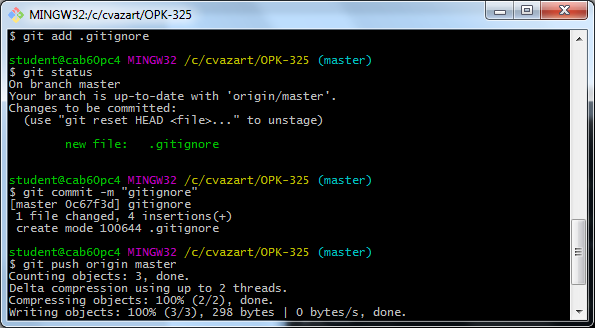 MINGW32:/c/cvazart/OPK-325
$ git add .gitignore
student@cab60pc4 MINGW32 /c/cvazart/OPK-325 (master)
$ git status
On branch master
Your branch is up-to-date with 'origin/master'.
Changes to be committed:
  (use "git reset HEAD <file>..." to unstage)
        new file:   .gitignore
student@cab60pc4 MINGW32 /c/cvazart/OPK-325 (master)
$ git commit -m "gitignore"
[master 0c67f3d] gitignore
 1 file changed, 4 insertions(+)
 create mode 100644 .gitignore
student@cab60pc4 MINGW32 /c/cvazart/OPK-325 (master)
$ git push origin master
Counting objects: 3, done.
Delta compression using up to 2 threads.
Compressing objects: 100% (2/2), done.
Writing objects: 100% (3/3), 298 bytes | 0 bytes/s, done.